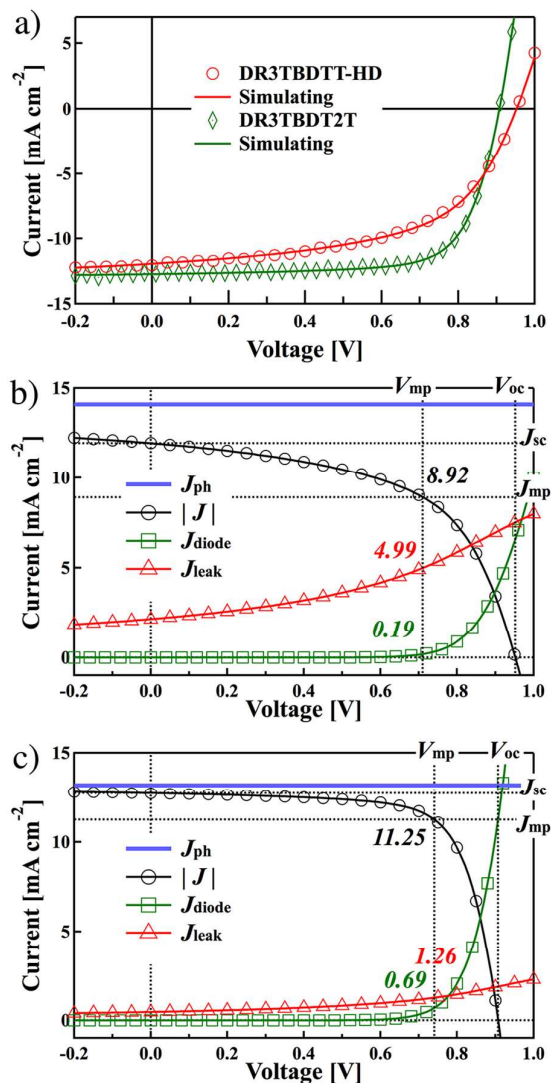 a)
Current [mA cm-2]
5
0
-5
-10
-15
DR3TBDTT-HD
Simulating
DR3TBDT2T
Simulating
-0.2 0.0 0.2 0.4 0.6 0.8 1.0
Voltage [V]
b)
Vmp Voc
Current [mA cm-2]
15
10
5
0
Jsc
8.92
Jmp
Jph
| J |
Jdiode
Jleak
4.99
0.19
-0.2 0.0 0.2 0.4 0.6 0.8 1.0
Voltage [V]
c)
Vmp Voc
Current [mA cm-2]
15
10
5
0
Jsc
Jmp
11.25
Jph
| J |
Jdiode
Jleak
1.26
0.69
-0.2 0.0 0.2 0.4 0.6 0.8 1.0
Voltage [V]